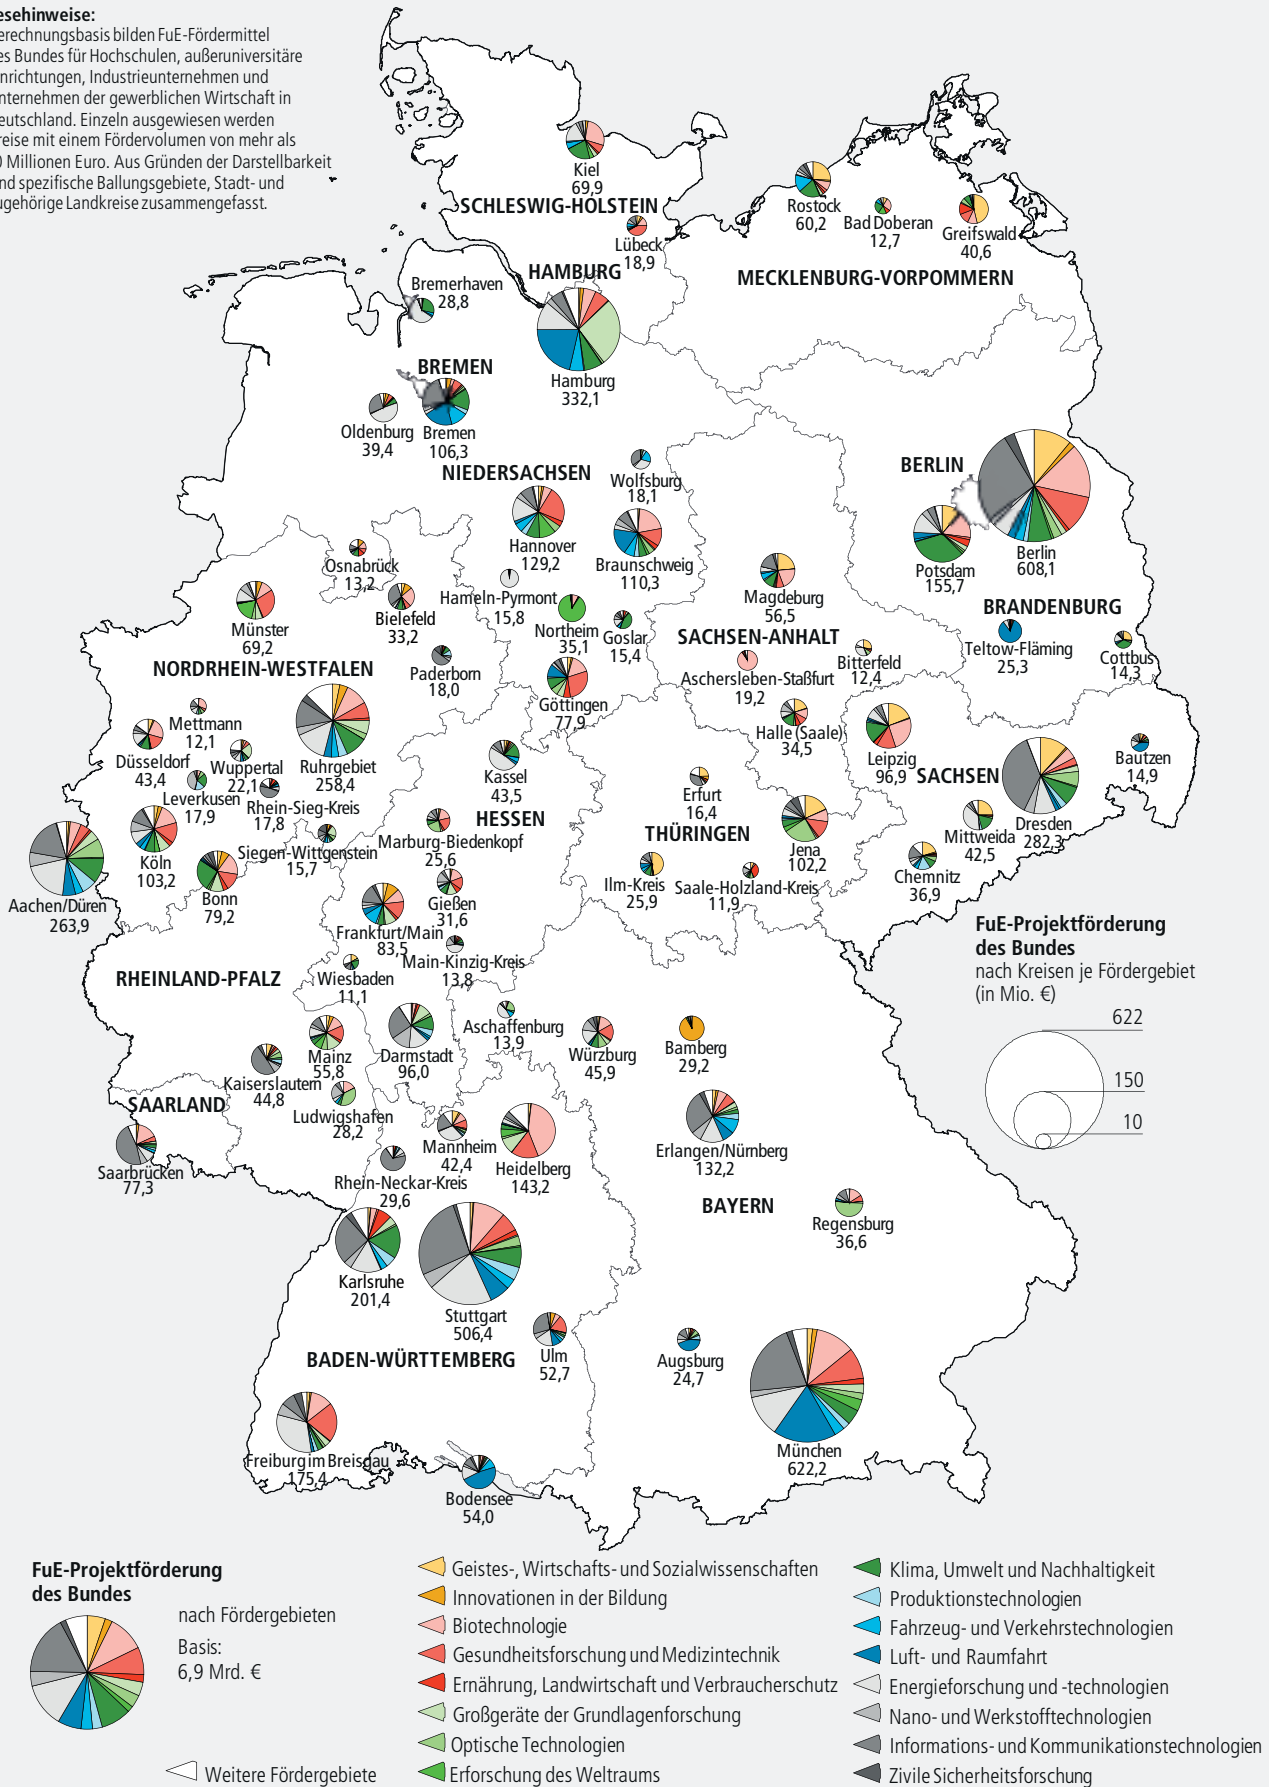 esehinweise:
erechnungsbasis bilden FuE-Fördermittel
es Bundes für Hochschulen, außeruniversitäre
nrichtungen, Industrieunternehmen und
nternehmen der gewerblichen Wirtschaft in
eutschland. Einzeln ausgewiesen werden
reise mit einem Fördervolumen von mehr als
0 Millionen Euro. Aus Gründen der Darstellbarkeit
nd spezifische Ballungsgebiete, Stadt- und
ugehörige Landkreise zusammengefasst.
Kiel
69,9
SCHLESWIG-HOLSTEIN
Lübeck
18,9
Rostock
60,2
Bad Doberan
12,7
Greifswald
40,6
MECKLENBURG-VORPOMMERN
HAMBURG
Hamburg
332,1
Bremerhaven
28,8
BREMEN
Bremen
106,3
Oldenburg
39,4
NIEDERSACHSEN
Wolfsburg
18,1
Hannover
129,2
Braunschweig
110,3
BERLIN
Berlin
608,1
Potsdam
155,7
BRANDENBURG
Teltow-Fläming
25,3
Cottbus
14,3
Osnabrück
13,2
Bielefeld
33,2
Münster
69,2
Hameln-Pyrmont
15,8
Northeim
35,1
Goslar
15,4
Magdeburg
56,5
SACHSEN-ANHALT
Aschersleben-Staßfurt
19,2
Bitterfeld
12,4
NORDRHEIN-WESTFALEN
Paderborn
18,0
Göttingen
77,9
Halle (Saale)
34,5
Leipzig
96,9
SACHSEN
Bautzen
14,9
Mettmann
12,1
Düsseldorf
43,4
Wuppertal
22,1
Ruhrgebiet
258,4
Leverkusen
17,9
Rhein-Sieg-Kreis
17,8
Kassel
43,5
HESSEN
Erfurt
16,4
THÜRINGEN
Jena
102,2
Mittweida
42,5
Dresden
282,3
Chemnitz
36,9
Köln
103,2
Siegen-Wittgenstein
15,7
Marburg-Biedenkopf
25,6
Ilm-Kreis
25,9
Saale-Holzland-Kreis
11,9
Aachen/Düren
263,9
Bonn
79,2
Gießen
31,6
Frankfurt/Main
83,5
Main-Kinzig-Kreis
13,8
RHEINLAND-PFALZ
Wiesbaden
11,1
FuE-Projektförderung
des Bundes
nach Kreisen je Fördergebiet
(in Mio. €)
622
150
10
Mainz
55,8
Darmstadt
96,0
Aschaffenburg
13,9
Würzburg
45,9
Bamberg
29,2
Kaiserslautern
44,8
Ludwigshafen
28,2
SAARLAND
Saarbrücken
77,3
Mannheim
42,4
Heidelberg
143,2
Rhein-Neckar-Kreis
29,6
Erlangen/Nürnberg
132,2
BAYERN
Regensburg
36,6
Karlsruhe
201,4
Stuttgart
506,4
Ulm
52,7
BADEN-WÜRTTEMBERG
Augsburg
24,7
München
622,2
Freiburg im Breisgau
175,4
Bodensee
54,0
FuE-Projektförderung
des Bundes
nach Fördergebieten
Basis:
6,9 Mrd. €
Weitere Fördergebiete
Geistes-, Wirtschafts- und Sozialwissenschaften
Innovationen in der Bildung
Biotechnologie
Gesundheitsforschung und Medizintechnik
Ernährung, Landwirtschaft und Verbraucherschutz
Großgeräte der Grundlagenforschung
Optische Technologien
Erforschung des Weltraums
Klima, Umwelt und Nachhaltigkeit
Produktionstechnologien
Fahrzeug- und Verkehrstechnologien
Luft- und Raumfahrt
Energieforschung und -technologien
Nano- und Werkstofftechnologien
Informations- und Kommunikationstechnologien
Zivile Sicherheitsforschung